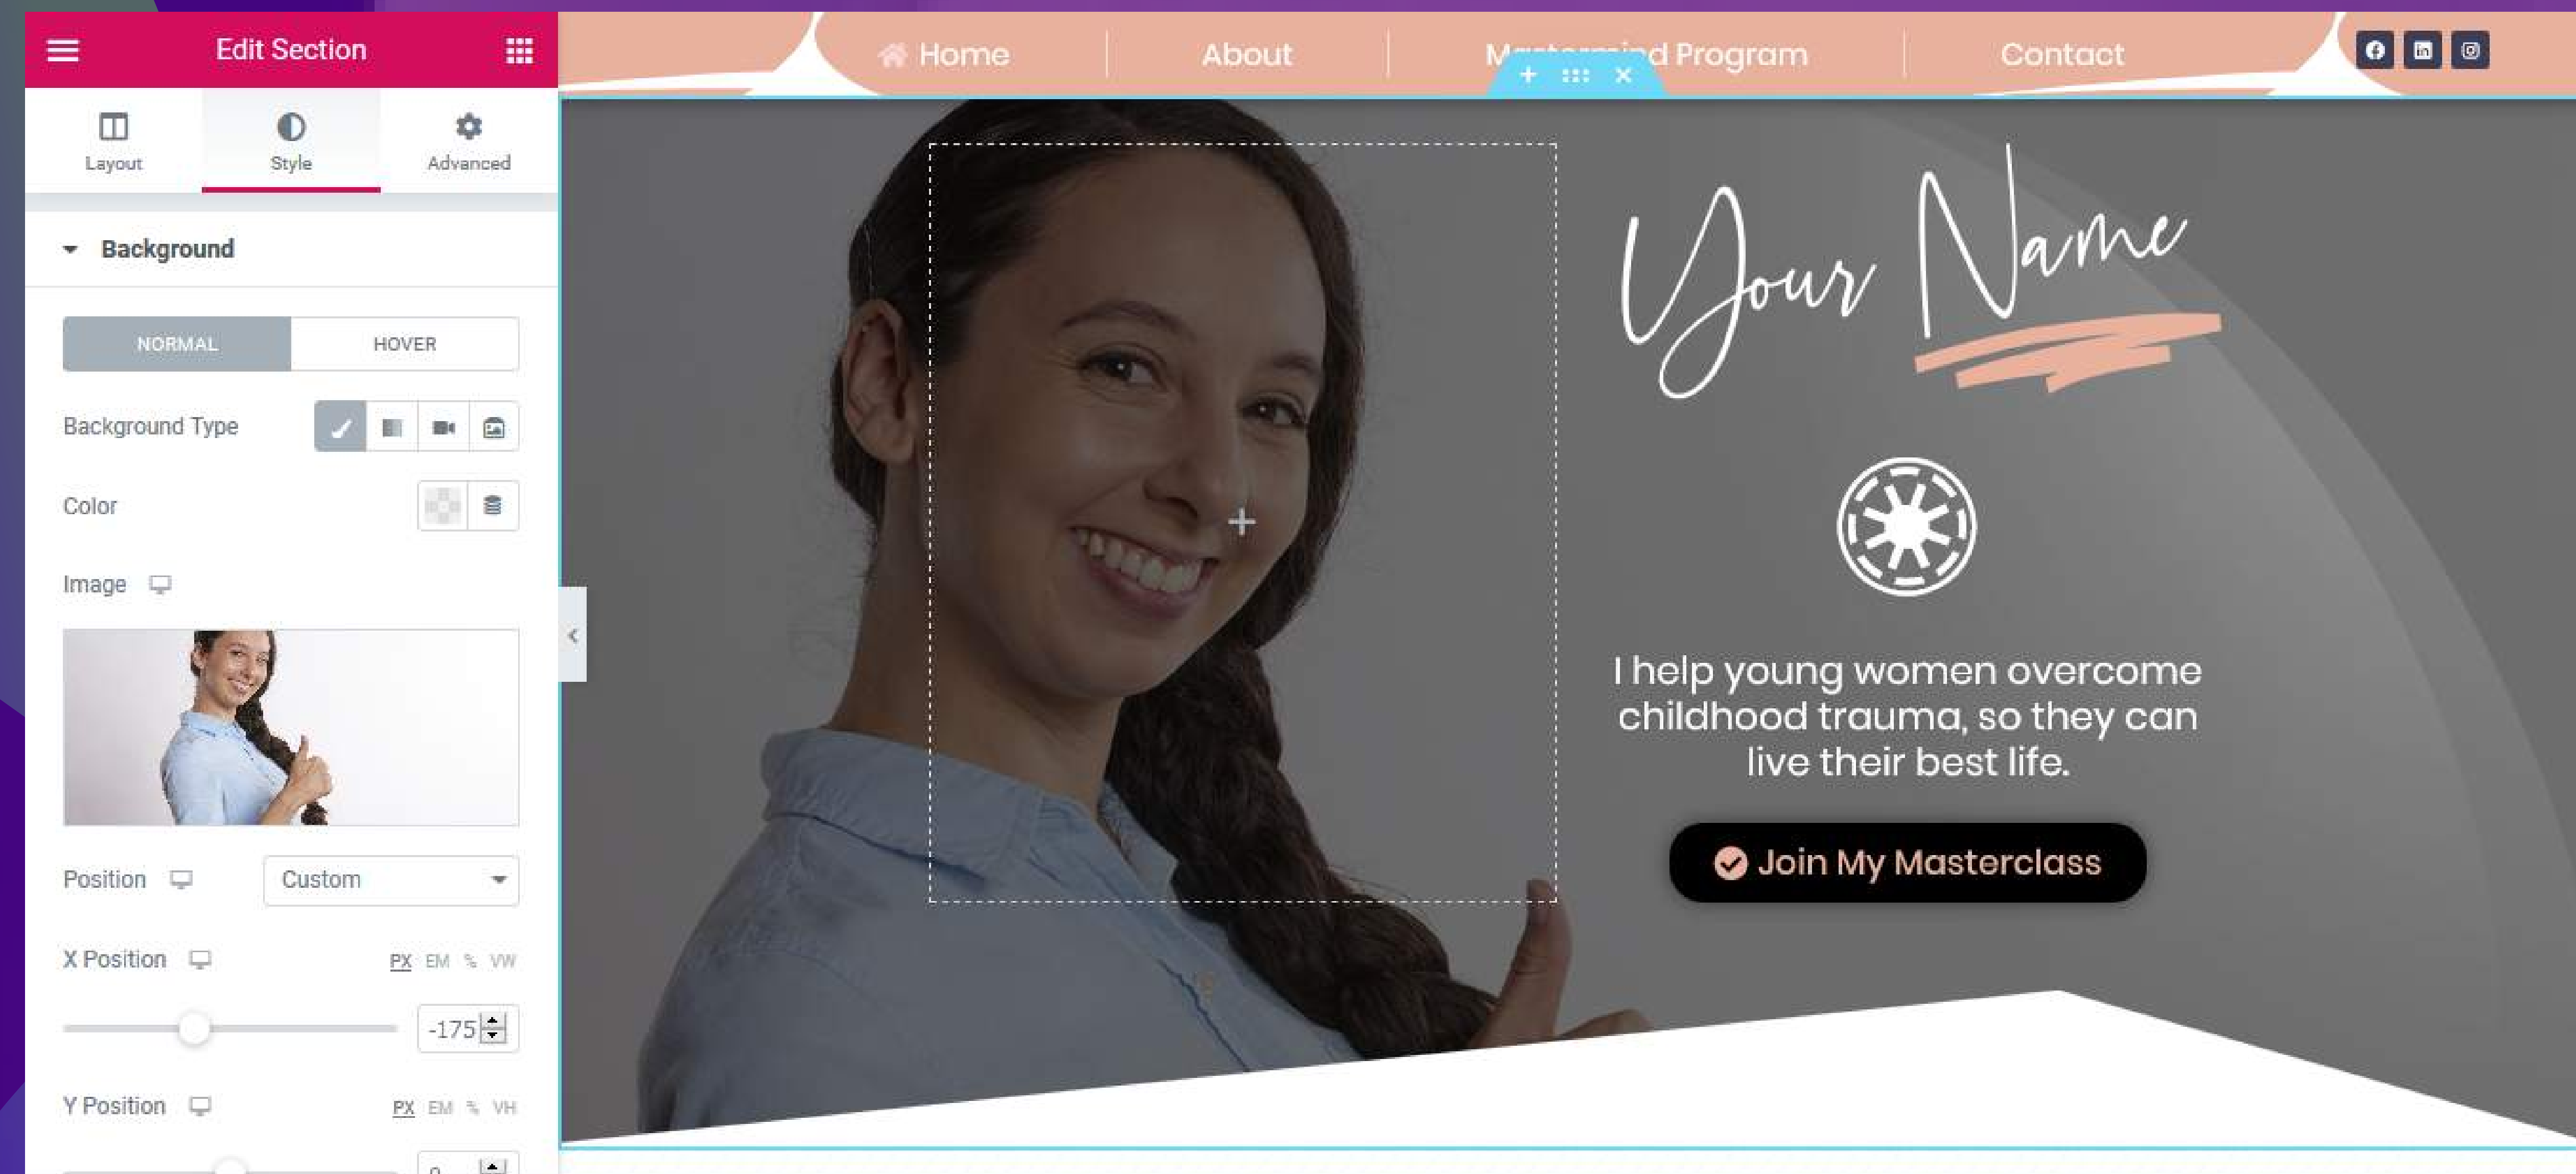 Edit Section
Layout
Style
Advanced
Background
NORMAL
HOVER
Background Type
Color
Image
Position
Custom
X Position
PX EM % VW
-175
Y Position
PX EM % VH
Home
About
Mastermind Program
Contact
Your Name
I help young women overcome
childhood trauma, so they can
live their best life.
Join My Masterclass